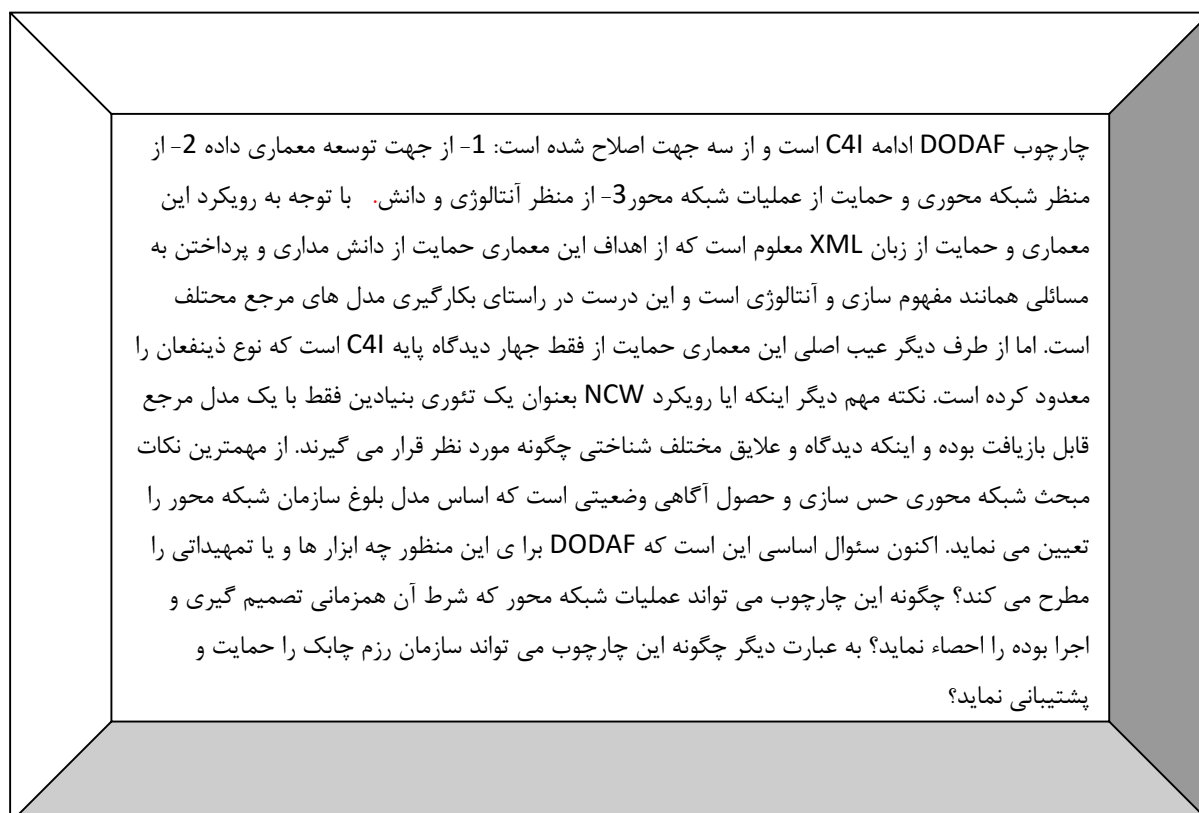 چارچوب DODAF ادامه C4I است و از سه جهت اصلاح شده است: 1- از جهت توسعه معماری داده 2- از
منظر شبکه محوری و حمایت از عملیات شبکه محور3- از منظر آنتالوژی و دانش. با توجه به رویکرد این
معماری و حمایت از زبان XML معلوم است که از اهداف این معماری حمایت از دانش مداری و پرداختن به
مسائلی همانند مفهوم سازی و آنتالوژی است و این درست در راستای بکارگیری مدل های مرجع محتلف
است. اما از طرف دیگر عیب اصلی این معماری حمایت از فقط جهار دیدگاه پایه C4I است که نوع ذینفعان را
معدود کرده است. نکته مهم دیگر اینکه ایا رویکرد NCW بعنوان یک تئوری بنیادین فقط با یک مدل مرجع
قابل بازیافت بوده و اینکه دیدگاه و علایق مختلف شناختی چگونه مورد نظر قرار می گیرند. از مهمترین نکات
مبحث شبکه محوری حس سازی و حصول آگاهی وضعیتی است که اساس مدل بلوغ سازمان شبکه محور را
تعیین می نماید. اکنون سئوال اساسی این است که DODAF برا ی این منظور چه ابزار ها و یا تمهیداتی را
مطرح می کند؟ چگونه این چارچوب می تواند عملیات شبکه محور که شرط آن همزمانی تصمیم گیری و
اجرا بوده را احصاء نماید؟ به عبارت دیگر چگونه این چارچوب می تواند سازمان رزم چابک را حمایت و
پشتیبانی نماید؟